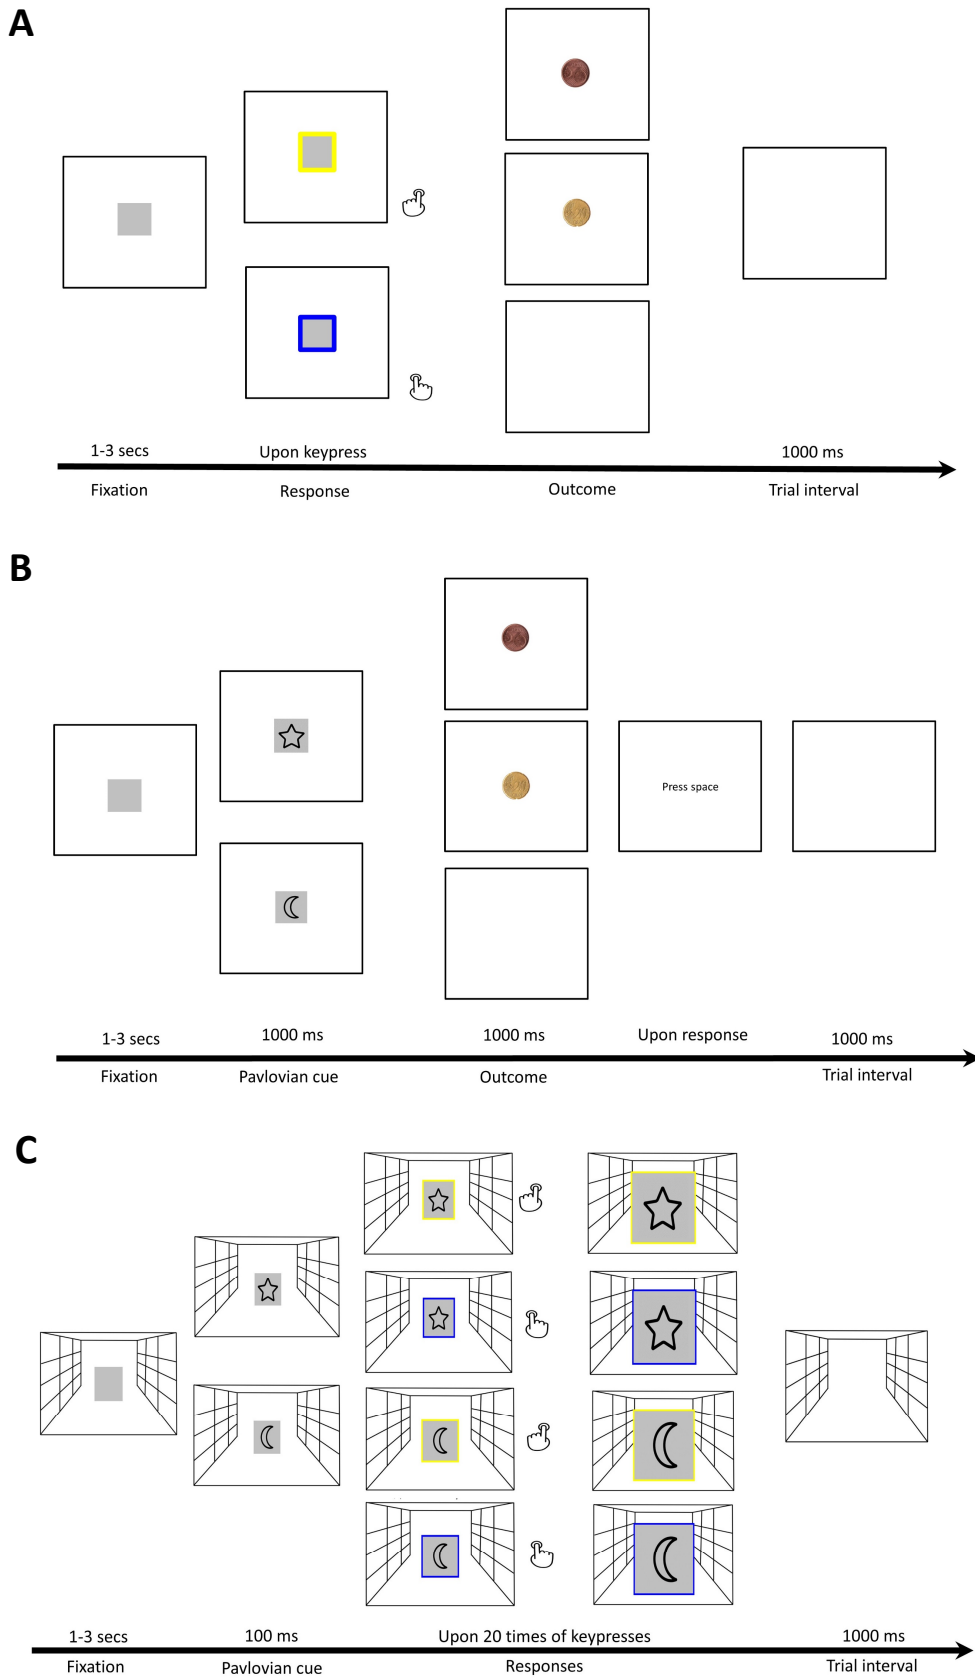 A
1-3 secs
Upon keypress
1000 ms
Fixation
Response
Outcome
Trial interval
B
Press space
1-3 secs
1000 ms
1000 ms
Upon response
1000 ms
Fixation
Pavlovian cue
Outcome
Trial interval
C
1-3 secs
100 ms
Upon 20 times of keypresses
1000 ms
Fixation
Pavlovian cue
Responses
Trial interval